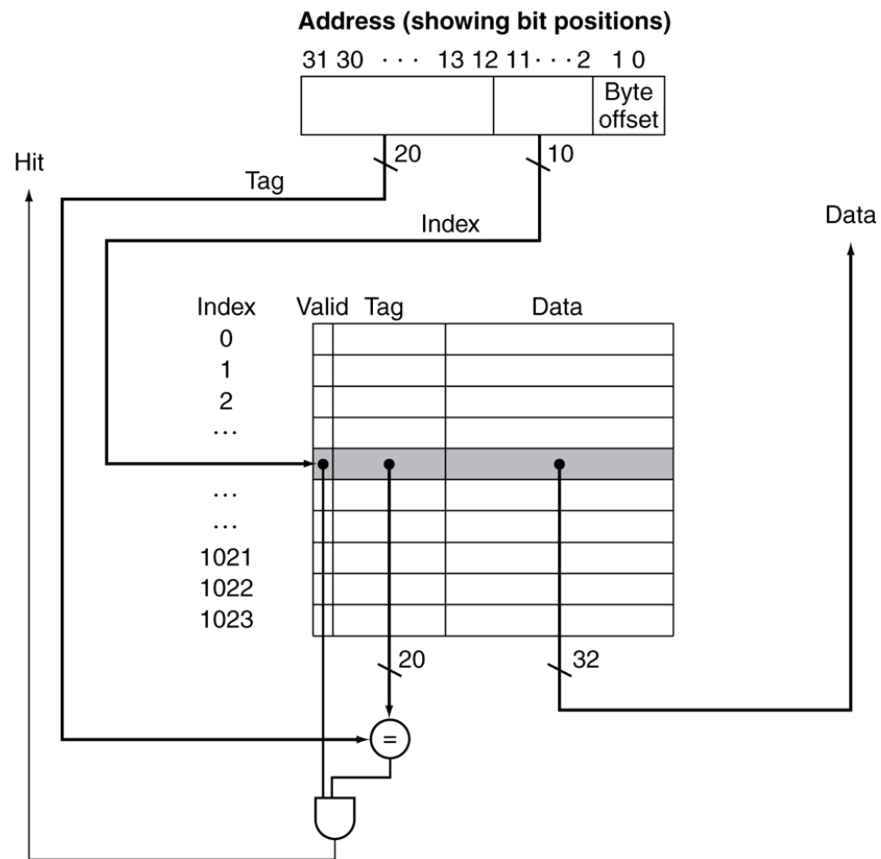 Address (showing bit positions)
31 30 · · · 13 12 11 · · · 2 1 0
Byte
offset
20 10
Hit
Tag
Index
Data
Index Valid Tag Data
0
1
2
...
...
...
1021
1022
1023
20 32
=